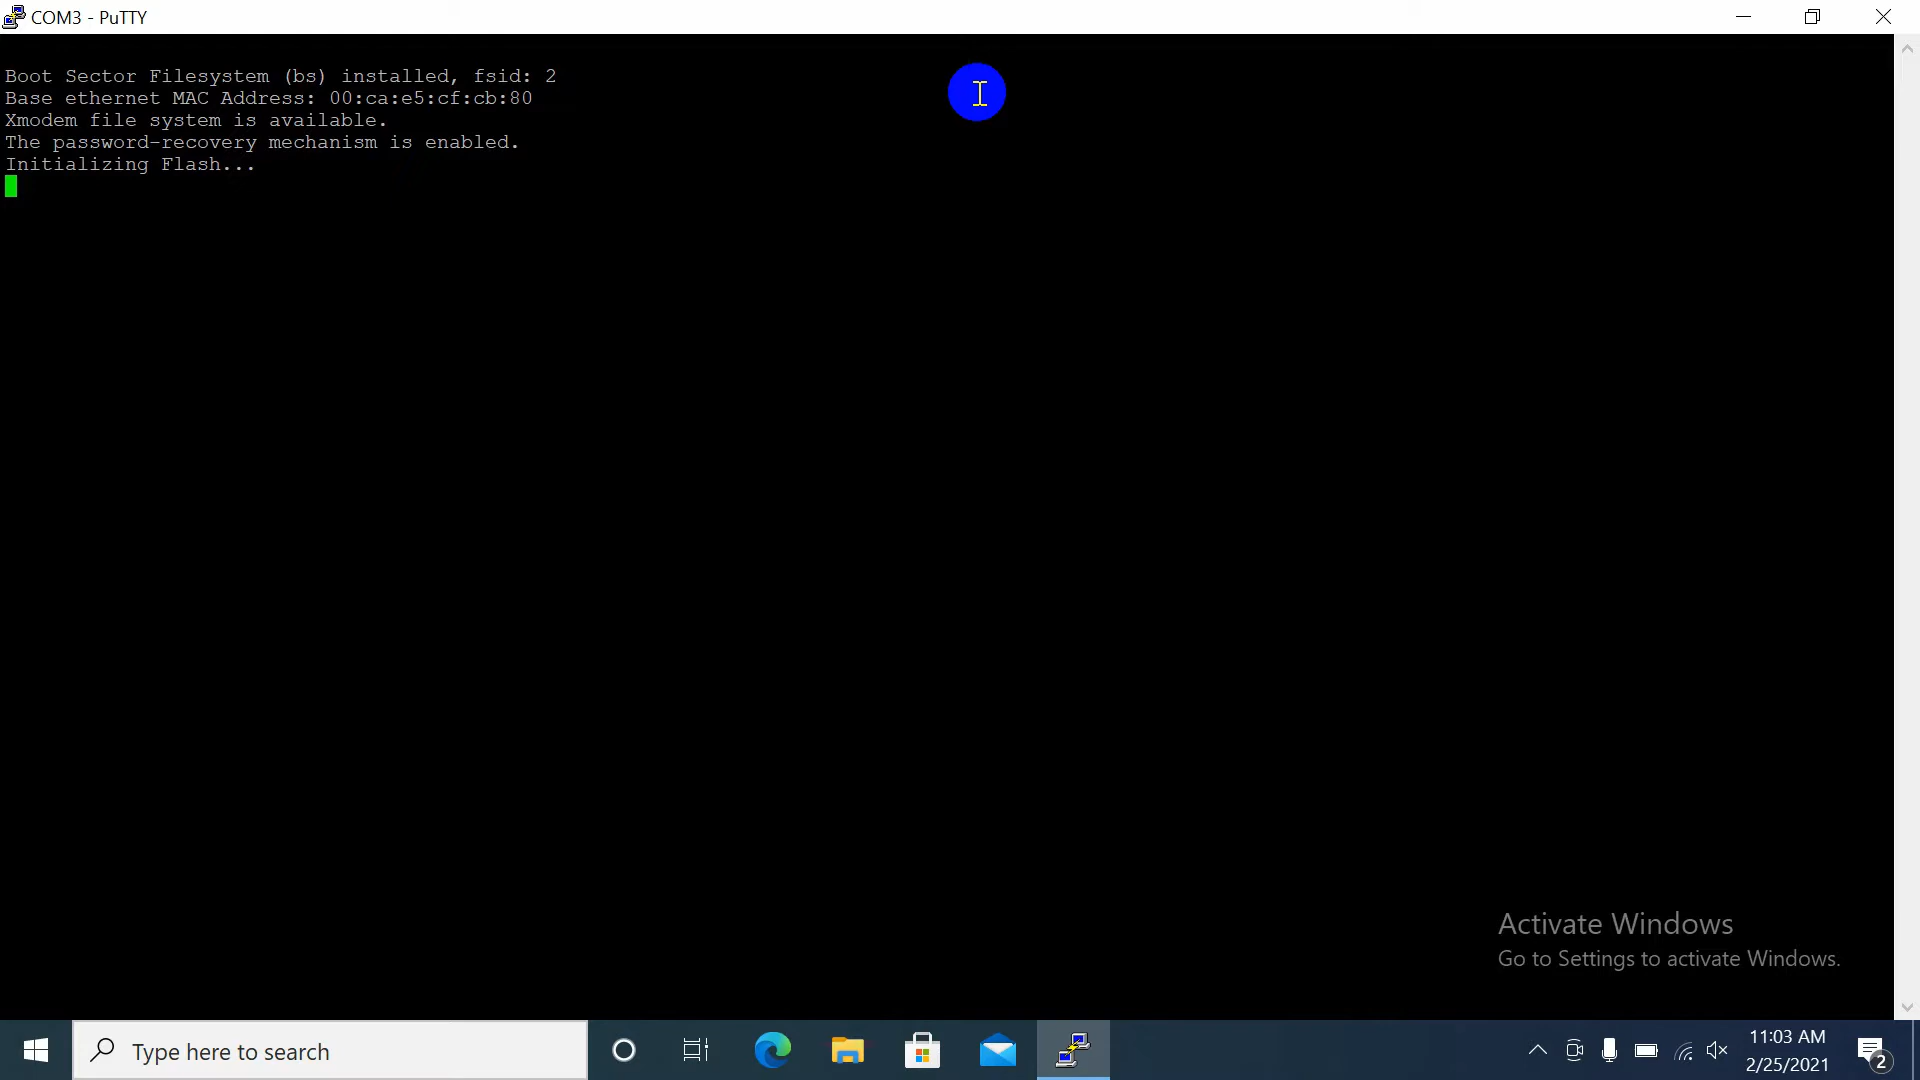 COM3 - PuTTY
Boot Sector Filesystem (bs) installed, fsid: 2
Base ethernet MAC Address: 00:ca:e5:cf:cb:80
Xmodem file system is available.
The password-recovery mechanism is enabled.
Initializing Flash...
Activate Windows
Go to Settings to activate Windows.
Type here to search
11:03 AM
2/25/2021
2